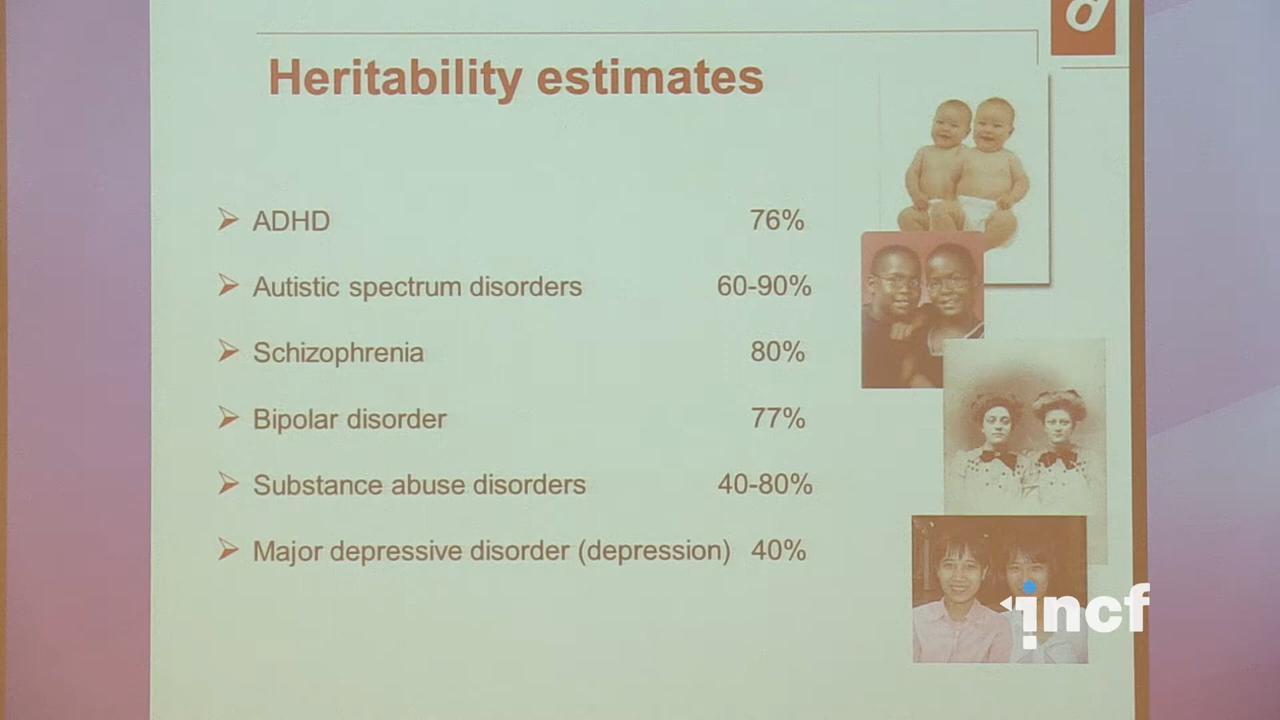 Heritability estimates
ADHD 76%
Autistic spectrum disorders 60-90%
Schizophrenia 80%
Bipolar disorder 77%
Substance abuse disorders 40-80%
Major depressive disorder (depression) 40%
incf